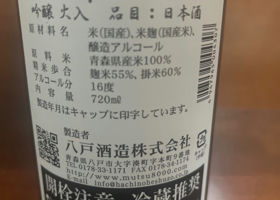 吟醸 火入　品目：日本酒
原材料名　米(国産)、米麹(国産米)、
醸造アルコール
原料米　青森県産米100%
精米歩合　麹米55%、掛米60%
アルコール分　16度
内容量　720ml
製造年月はキャップに印字しています。
製造者
八戸酒造株式会社
青森県八戸市大字湊町字本町9番地
Tel.0178-33-1171 Fax.0178-34-1174
http://www.mutsu8000.com
info@hachinoheshuzo.co.jp
開栓注意 冷蔵推奨